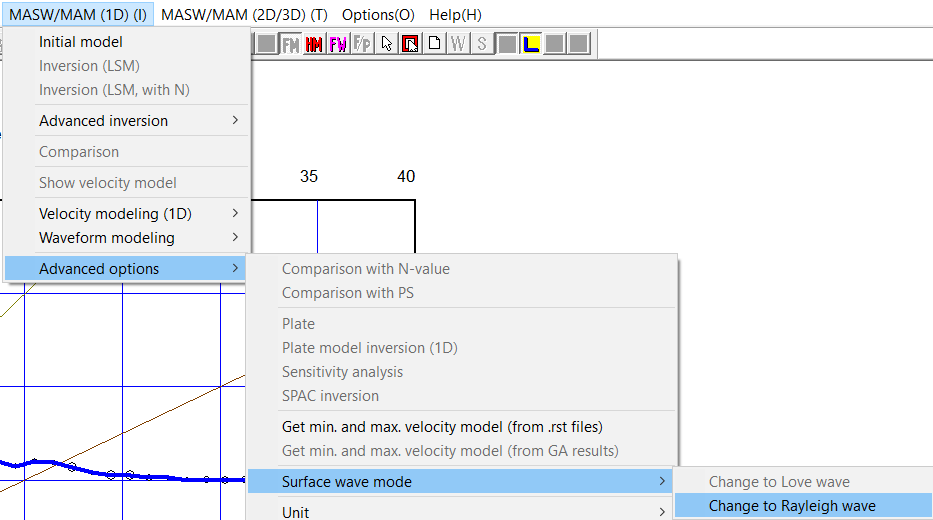 MASW/MAM (1D) (I) MASW/MAM (2D/3D) (T) Options(O) Help(H)
FM HM FW F/p W S L
Initial model
Inversion (LSM)
Inversion (LSM, with N)
Advanced inversion
Comparison
Show velocity model
Velocity modeling (1D)
Waveform modeling
Advanced options
35 40
Comparison with N-value
Comparison with PS
Plate
Plate model inversion (1D)
Sensitivity analysis
SPAC inversion
Get min. and max. velocity model (from .rst files)
Get min. and max. velocity model (from GA results)
Surface wave mode
Unit
Change to Love wave
Change to Rayleigh wave